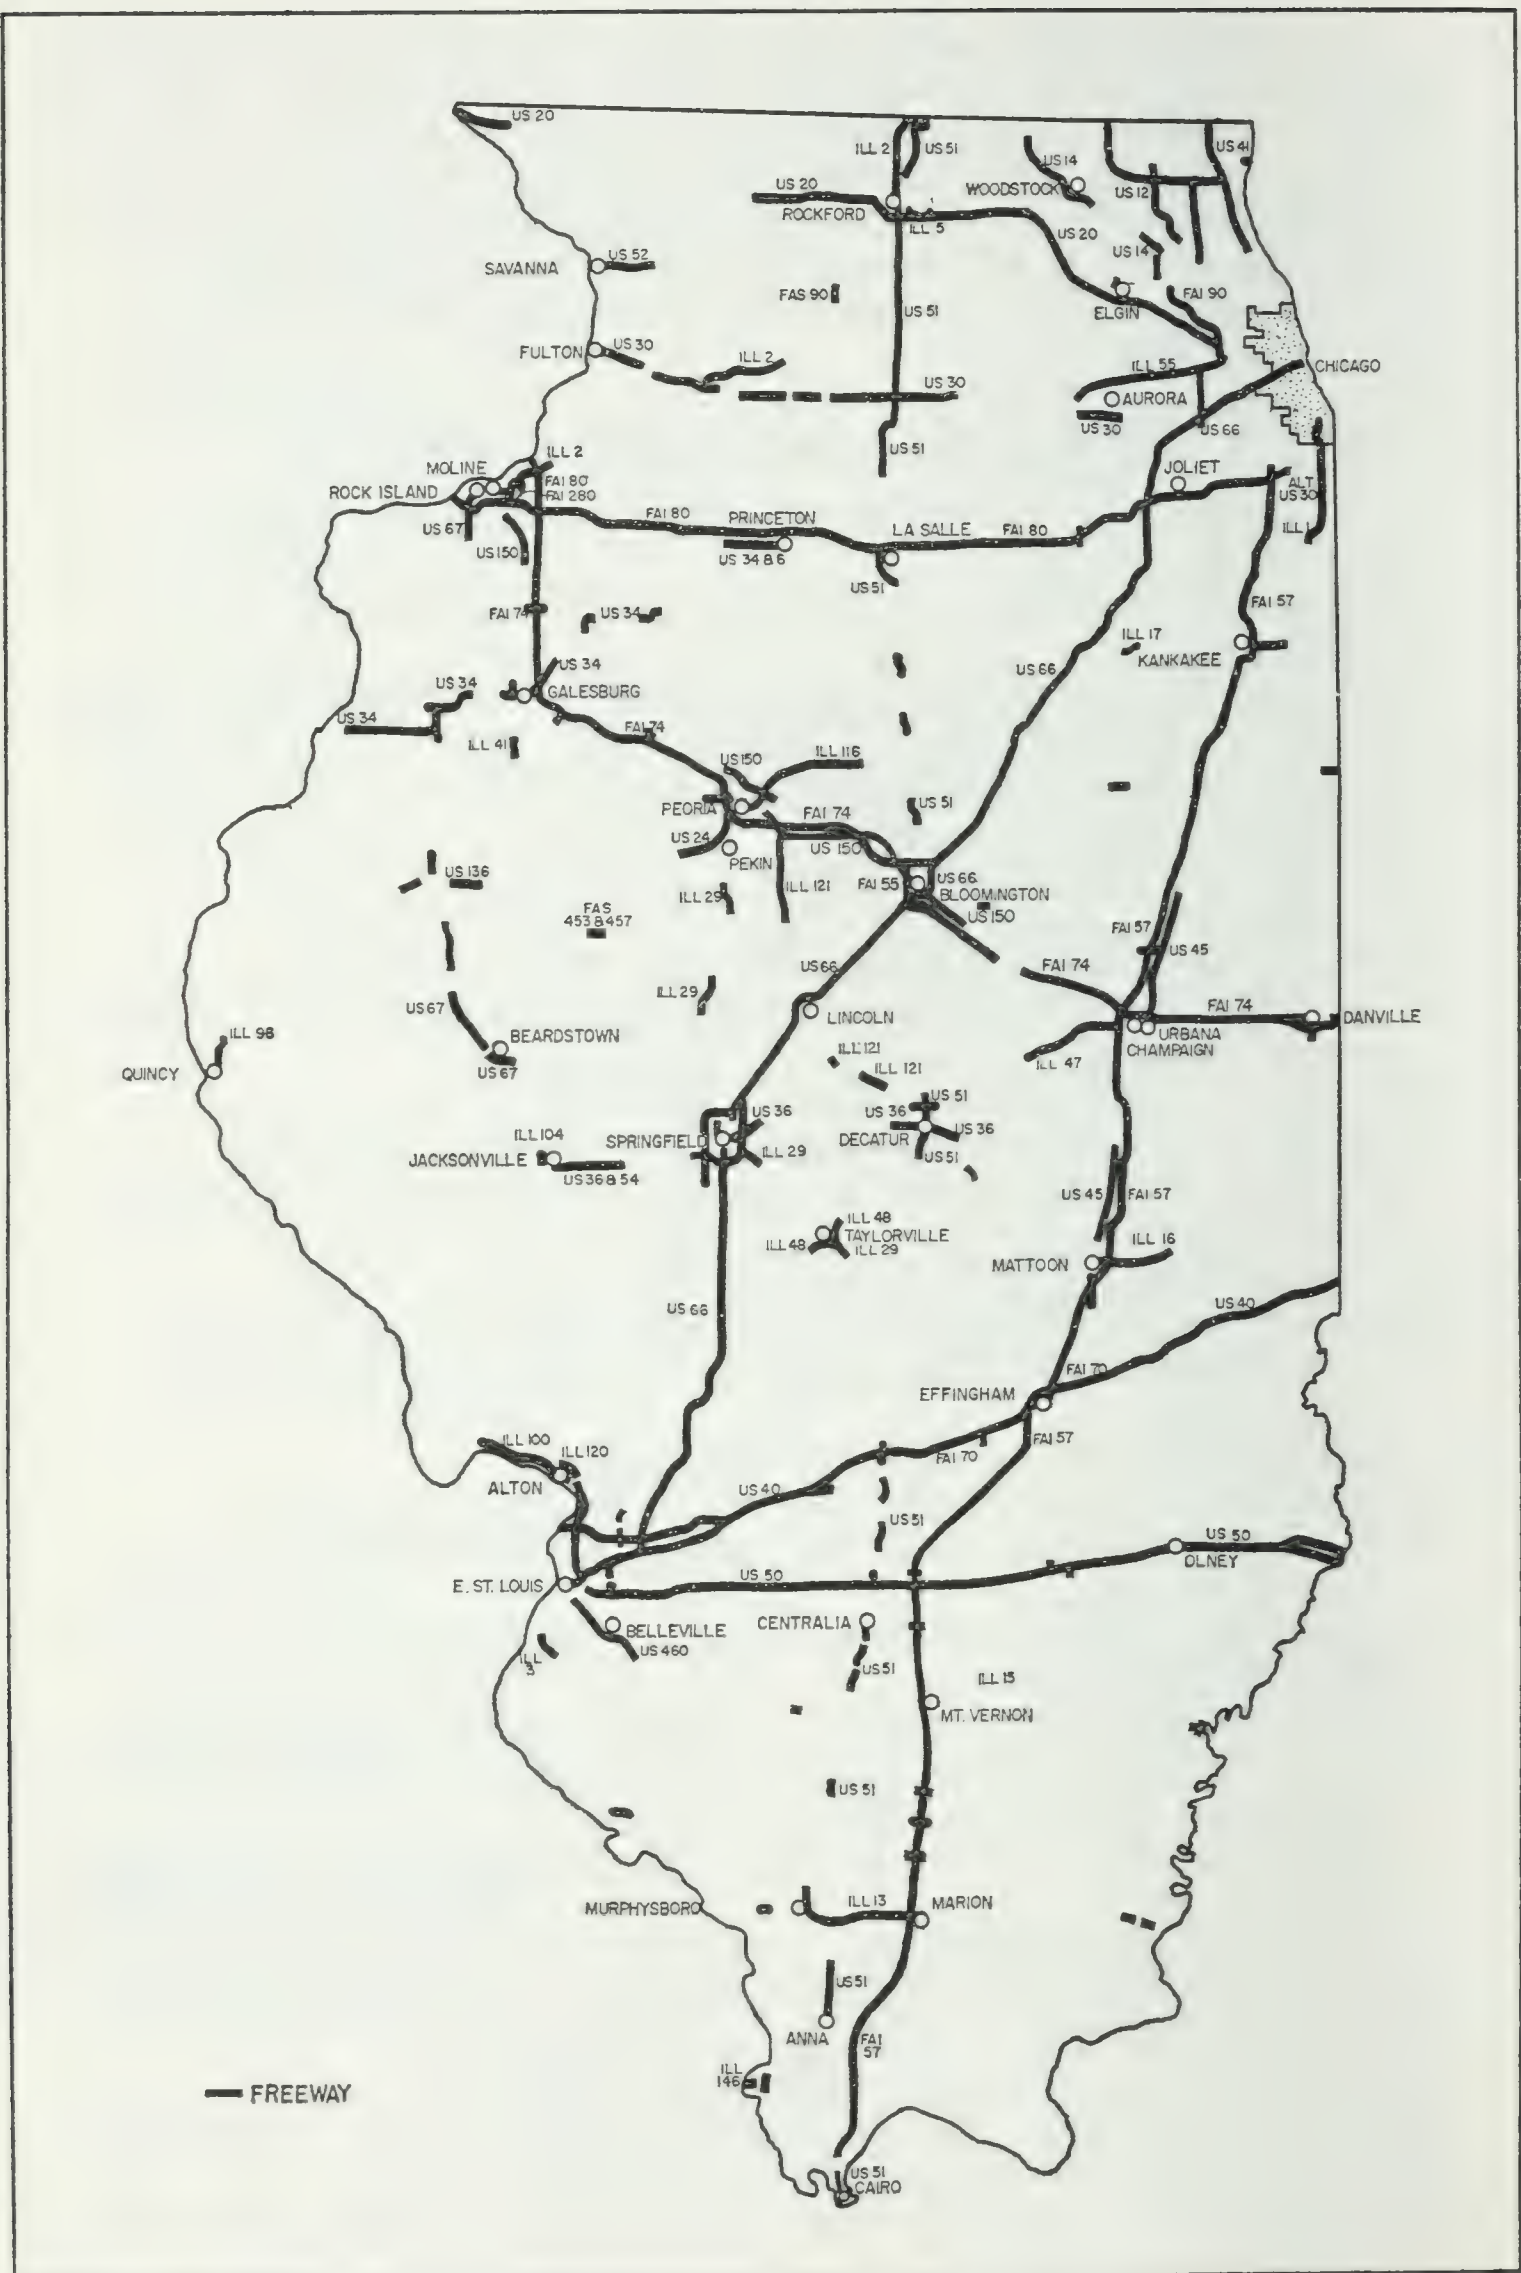 US 20
ILL 2
US 51
US 14
US 41
US 20
WOODSTOCK
US 12
ROCKFORD
ILL 5
US 20
US 14
US 52
SAVANNA
FAS 90
FAI 90
US 51
ELGIN
FULTON
US 30
ILL 2
ILL 55
CHICAGO
US 30
AURORA
US 30
US 66
US 51
ILL 2
MOLINE
JOLIET
FAI 80
ALT
US 30
ROCK ISLAND
FAI 280
FAI 80
PRINCETON
LA SALLE
FAI 80
US 67
ILL 1
US 150
US 34 & 6
US 51
FAI 74
US 34
FAI 57
ILL 17
KANKAKEE
US 34
US 66
US 34
GALESBURG
US 34
FAI 74
ILL 41
US 150
ILL 116
PEORIA
FAI 74
US 51
US 24
US 150
PEKIN
US 136
FAI 55
US 66
ILL 121
BLOOMINGTON
ILL 29
FAS
453 & 457
US 150
FAI 57
US 45
US 66
FAI 74
ILL 29
US 67
FAI 74
LINCOLN
DANVILLE
ILL 96
BEARDSTOWN
URBANA
ILL 121
CHAMPAIGN
QUINCY
US 67
ILL 121
ILL 47
US 51
US 36
US 36
ILL 104
SPRINGFIELD
DECATUR
US 36
JACKSONVILLE
ILL 29
US 51
US 36 & 54
US 45
FAI 57
ILL 48
TAYLORVILLE
ILL 48
ILL 29
ILL 16
MATTOON
US 66
US 40
FAI 70
EFFINGHAM
ILL 100
FAI 57
ILL 120
FAI 70
ALTON
US 40
US 51
US 50
OLNEY
E. ST. LOUIS
US 50
BELLEVILLE
CENTRALIA
US 460
ILL
3
US 51
ILL 15
MT. VERNON
US 51
MURPHYSBORO
ILL 13
MARION
US 51
ANNA
FAI
57
ILL
146
FREEWAY
US 51
CAIRO